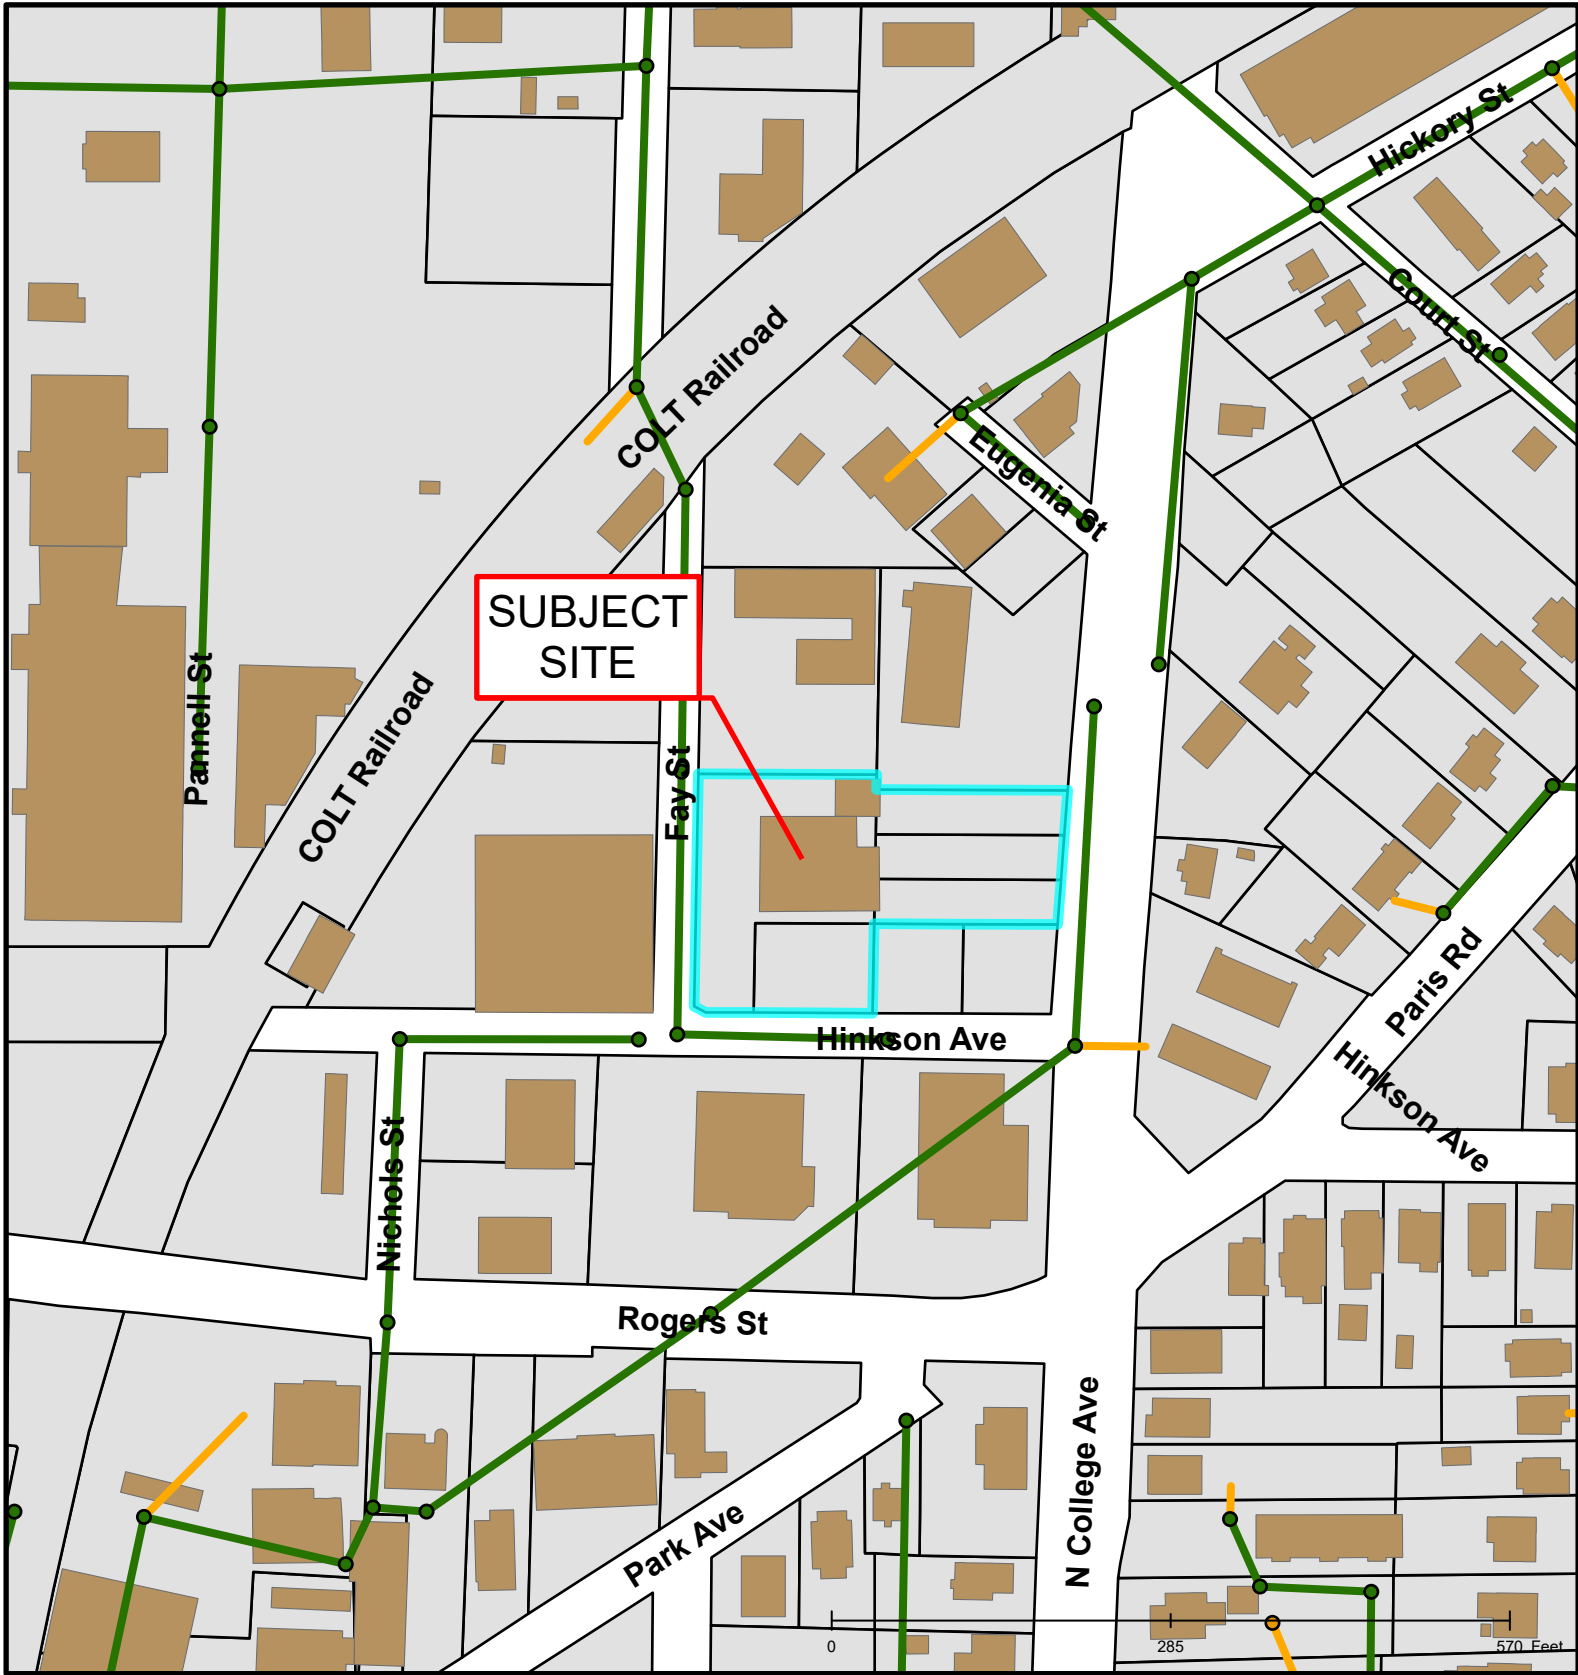 Hickory St
Court St
COLT Railroad
Eugenia St
SUBJECT
SITE
Pannell St
COLT Railroad
Fay St
Paris Rd
Hinkson Ave
Hinkson Ave
Nichols St
Rogers St
N College Ave
Park Ave
0 285 570 Feet